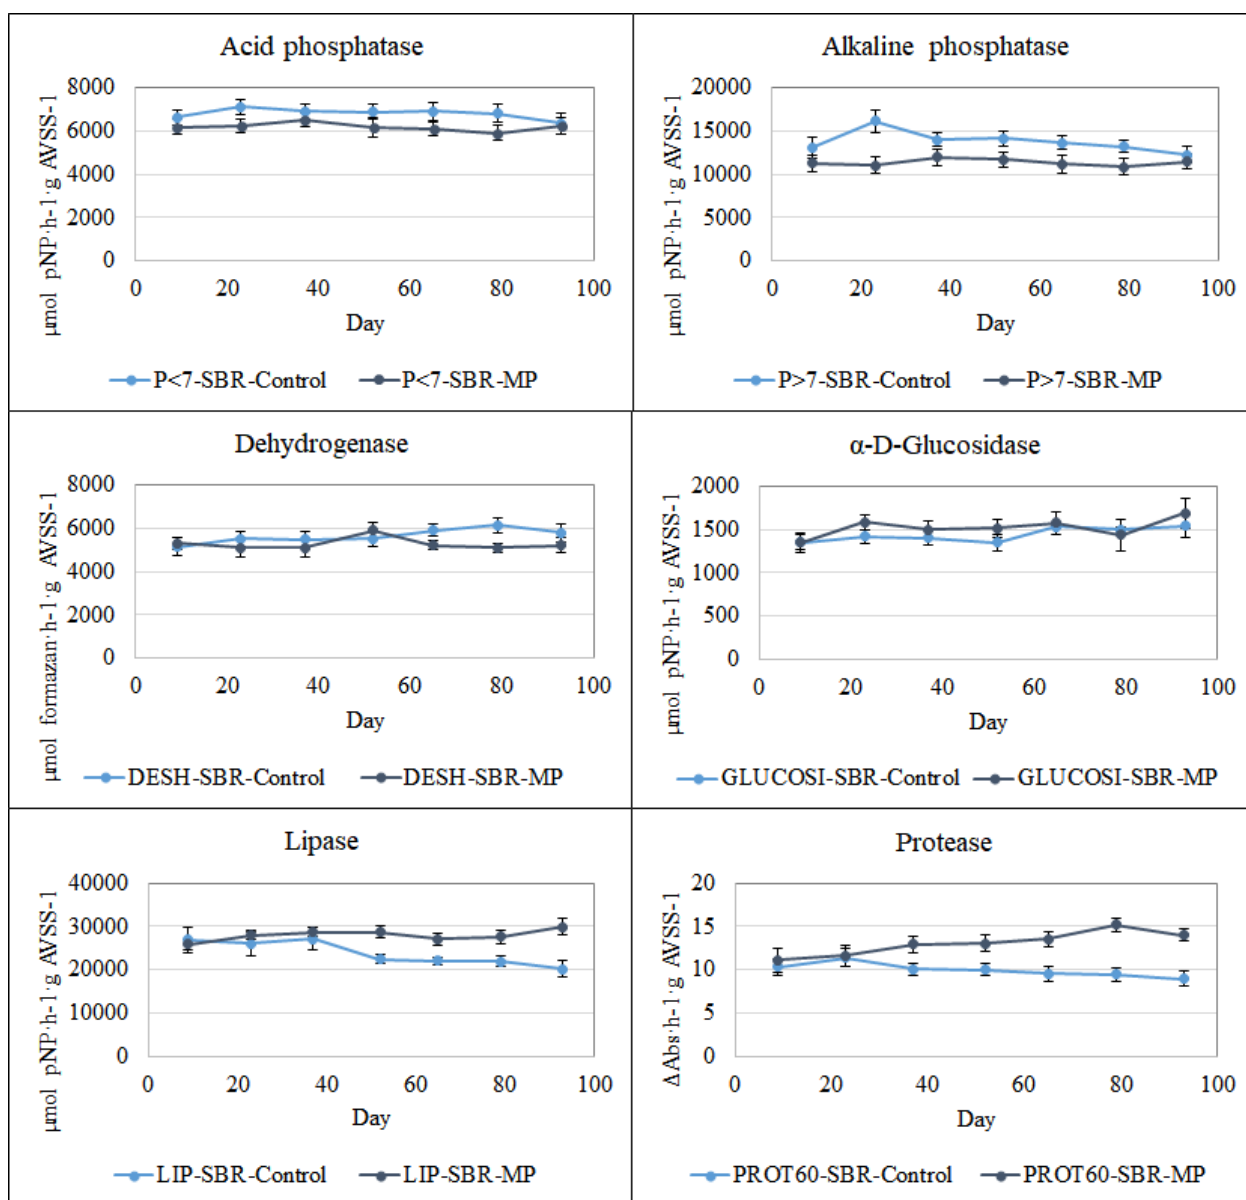 Acid phosphatase
µmol pNP·h-1·g AVSS-1
8000
6000
4000
2000
0
0 20 40 60 80 100
Day
P<7-SBR-Control P<7-SBR-MP
Alkaline phosphatase
µmol pNP·h-1·g AVSS-1
20000
15000
10000
5000
0
0 20 40 60 80 100
Day
P>7-SBR-Control P>7-SBR-MP
Dehydrogenase
µmol formazan·h-1·g AVSS-1
8000
6000
4000
2000
0
0 20 40 60 80 100
Day
DESH-SBR-Control DESH-SBR-MP
α-D-Glucosidase
µmol pNP·h-1·g AVSS-1
2000
1500
1000
500
0
0 20 40 60 80 100
Day
GLUCOSI-SBR-Control GLUCOSI-SBR-MP
Lipase
µmol pNP·h-1·g AVSS-1
40000
30000
20000
10000
0
0 20 40 60 80 100
Day
LIP-SBR-Control LIP-SBR-MP
Protease
ΔAbs·h-1·g AVSS-1
20
15
10
5
0
0 20 40 60 80 100
Day
PROT60-SBR-Control PROT60-SBR-MP